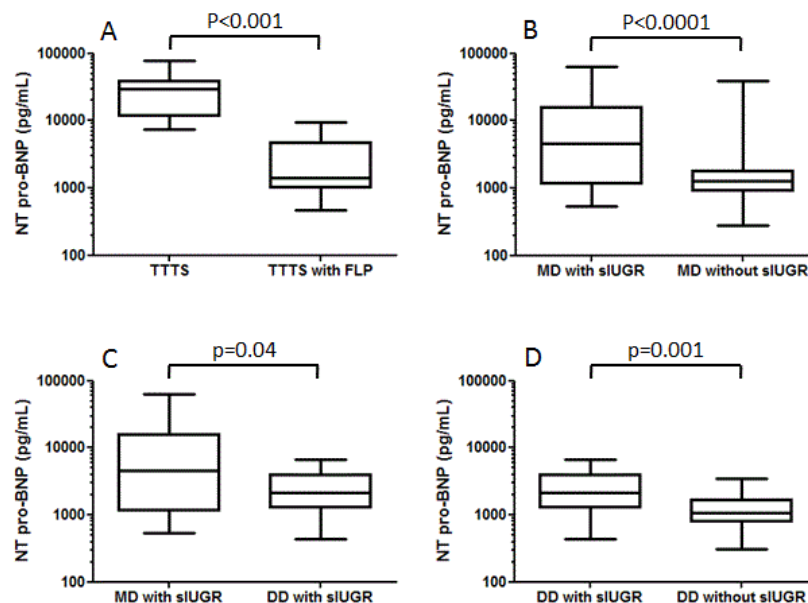 A
P<0.001
NT pro-BNP (pg/mL)
100000
10000
1000
100
TTTS
TTTS with FLP
B
P<0.0001
NT pro-BNP (pg/mL)
100000
10000
1000
100
MD with sIUGR
MD without sIUGR
C
p=0.04
NT pro-BNP (pg/mL)
100000
10000
1000
100
MD with sIUGR
DD with sIUGR
D
p=0.001
NT pro-BNP (pg/mL)
100000
10000
1000
100
DD with sIUGR
DD without sIUGR